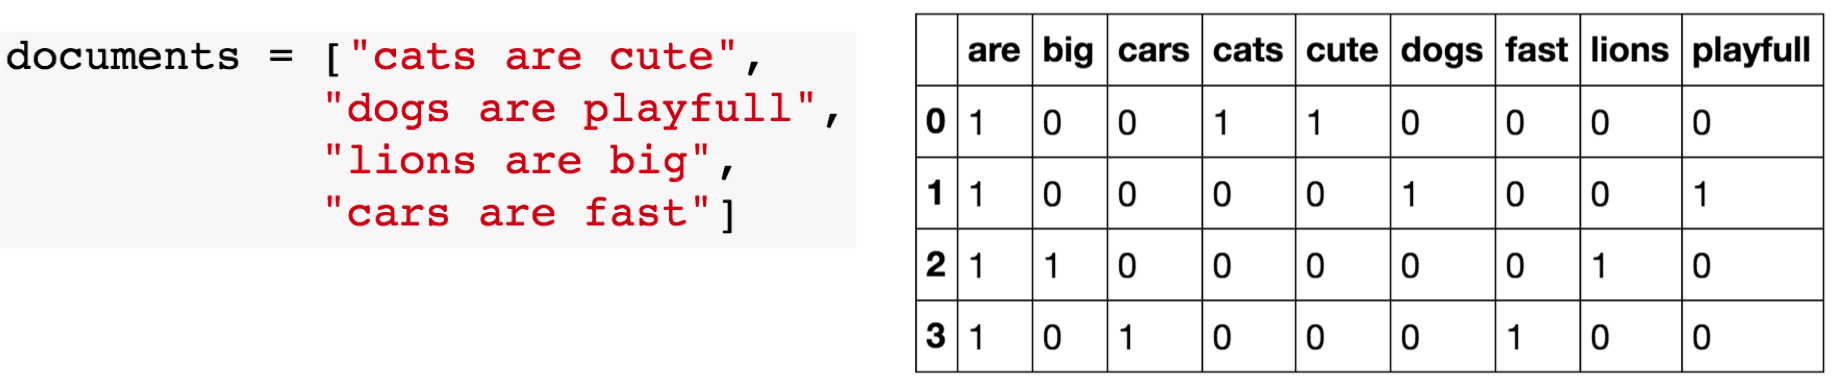 documents = ["cats are cute",
"dogs are playfull",
"lions are big",
"cars are fast"]
are big cars cats cute dogs fast lions playfull
0 1 0 0 1 1 0 0 0 0
1 1 0 0 0 0 1 0 0 1
2 1 1 0 0 0 0 0 1 0
3 1 0 1 0 0 0 1 0 0